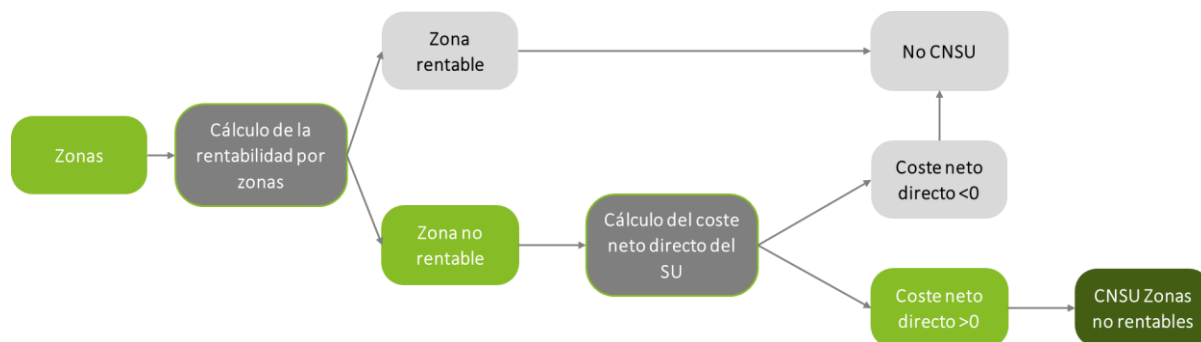 Zona
rentable
No CNSU
Zonas
Cálculo de la
rentabilidad por
zonas
Coste neto
directo <0
Zona no
rentable
Cálculo del coste
neto directo del
SU
Coste neto
directo >0
CNSU Zonas
no rentables